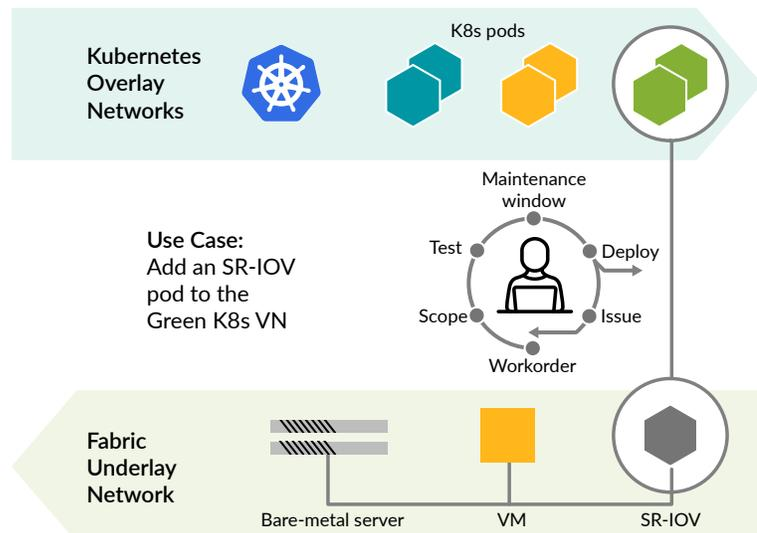 K8s pods
Kubernetes
Overlay
Networks
Maintenance
window
Test
Deploy
Use Case:
Add an SR-IOV
pod to the
Green K8s VN
Scope
Issue
Workorder
Fabric
Underlay
Network
Bare-metal server
VM
SR-IOV